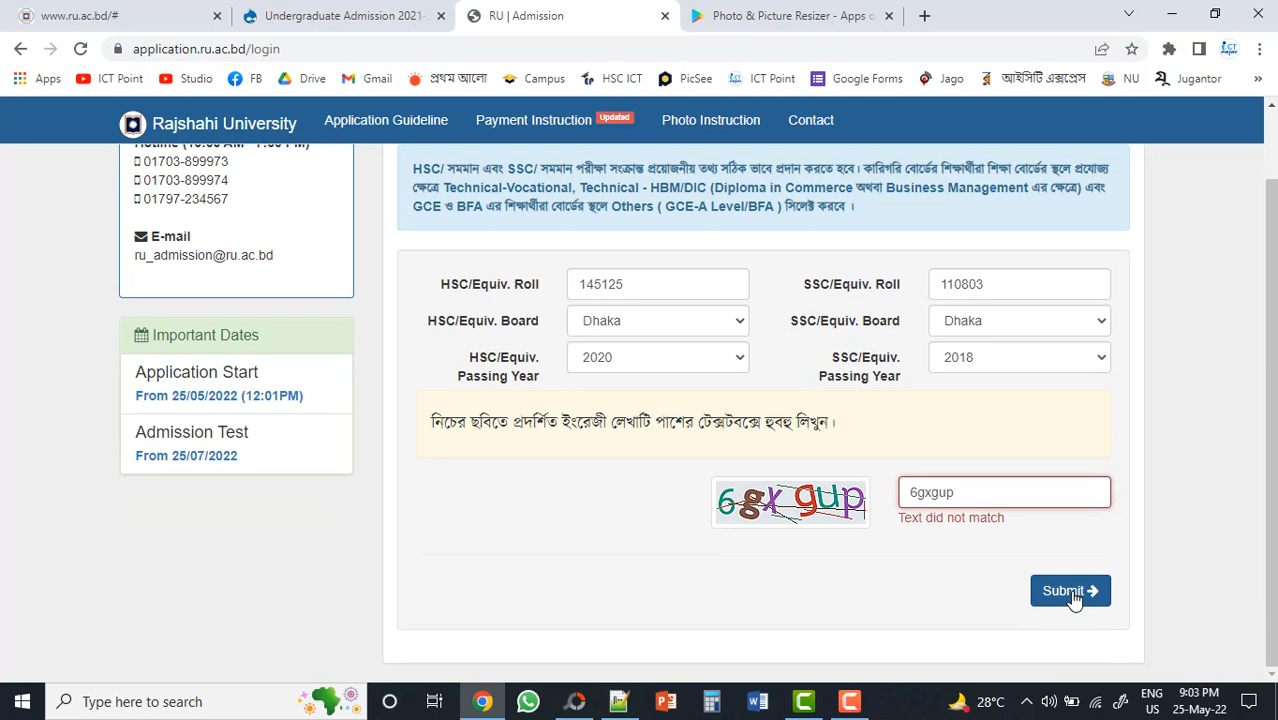 www.ru.ac.bd/#
Undergraduate Admission 2021-
RU | Admission
Photo & Picture Resizer - Apps o
application.ru.ac.bd/login
Apps
ICT Point
Studio
FB
Drive
Gmail
প্রথম আলো
Campus
HSC ICT
PicSee
ICT Point
Google Forms
Jago
আইসিটি এক্সপ্রেস
NU
Jugantor
»
Rajshahi University
Application Guideline
Payment Instruction Updated
Photo Instruction
Contact
01703-899973
01703-899974
01797-234567
E-mail
ru_admission@ru.ac.bd
Important Dates
Application Start
From 25/05/2022 (12:01PM)
Admission Test
From 25/07/2022
HSC/ সমমান এবং SSC/ সমমান পরীক্ষা সংক্রান্ত প্রয়োজনীয় তথ্য সঠিক ভাবে প্রদান করতে হবে। কারিগরি বোর্ডের শিক্ষার্থীরা শিক্ষা বোর্ডের স্থলে প্রযোজ্য
ক্ষেত্রে Technical-Vocational, Technical - HBM/DIC (Diploma in Commerce অথবা Business Management এর ক্ষেত্রে) এবং
GCE ও BFA এর শিক্ষার্থীরা বোর্ডের স্থলে Others ( GCE-A Level/BFA ) সিলেক্ট করবে ।
HSC/Equiv. Roll 145125 SSC/Equiv. Roll 110803
HSC/Equiv. Board Dhaka SSC/Equiv. Board Dhaka
HSC/Equiv. 2020 SSC/Equiv. 2018
Passing Year Passing Year
নিচের ছবিতে প্রদর্শিত ইংরেজী লেখাটি পাশের টেক্সটবক্সে হুবহু লিখুন।
6gxgup 6gxgup
Text did not match
Submit
Type here to search
28°C
ENG
US
9:03 PM
25-May-22